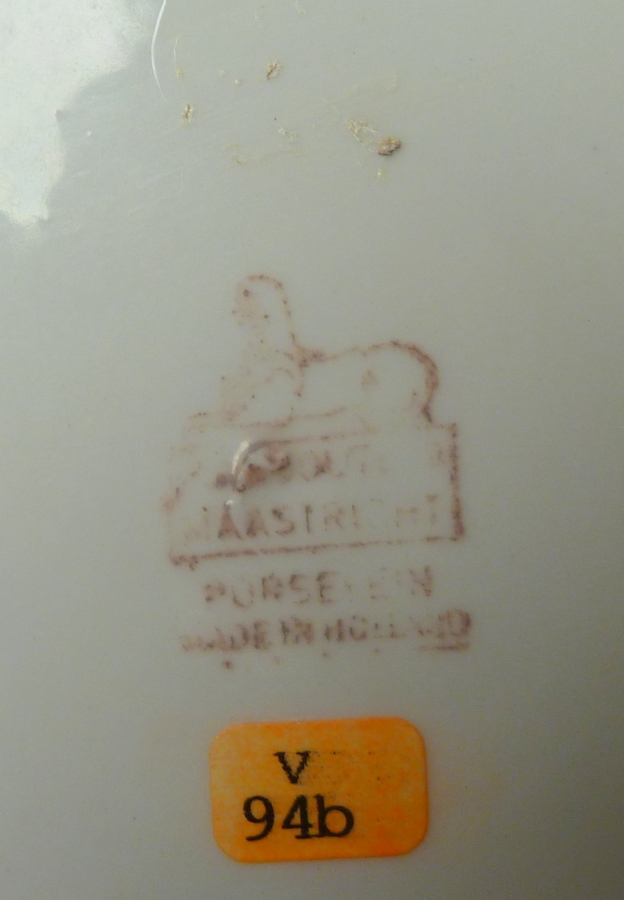 MAASTRICHT
PORSELEIN
MADE IN HOLLAND
V
94b